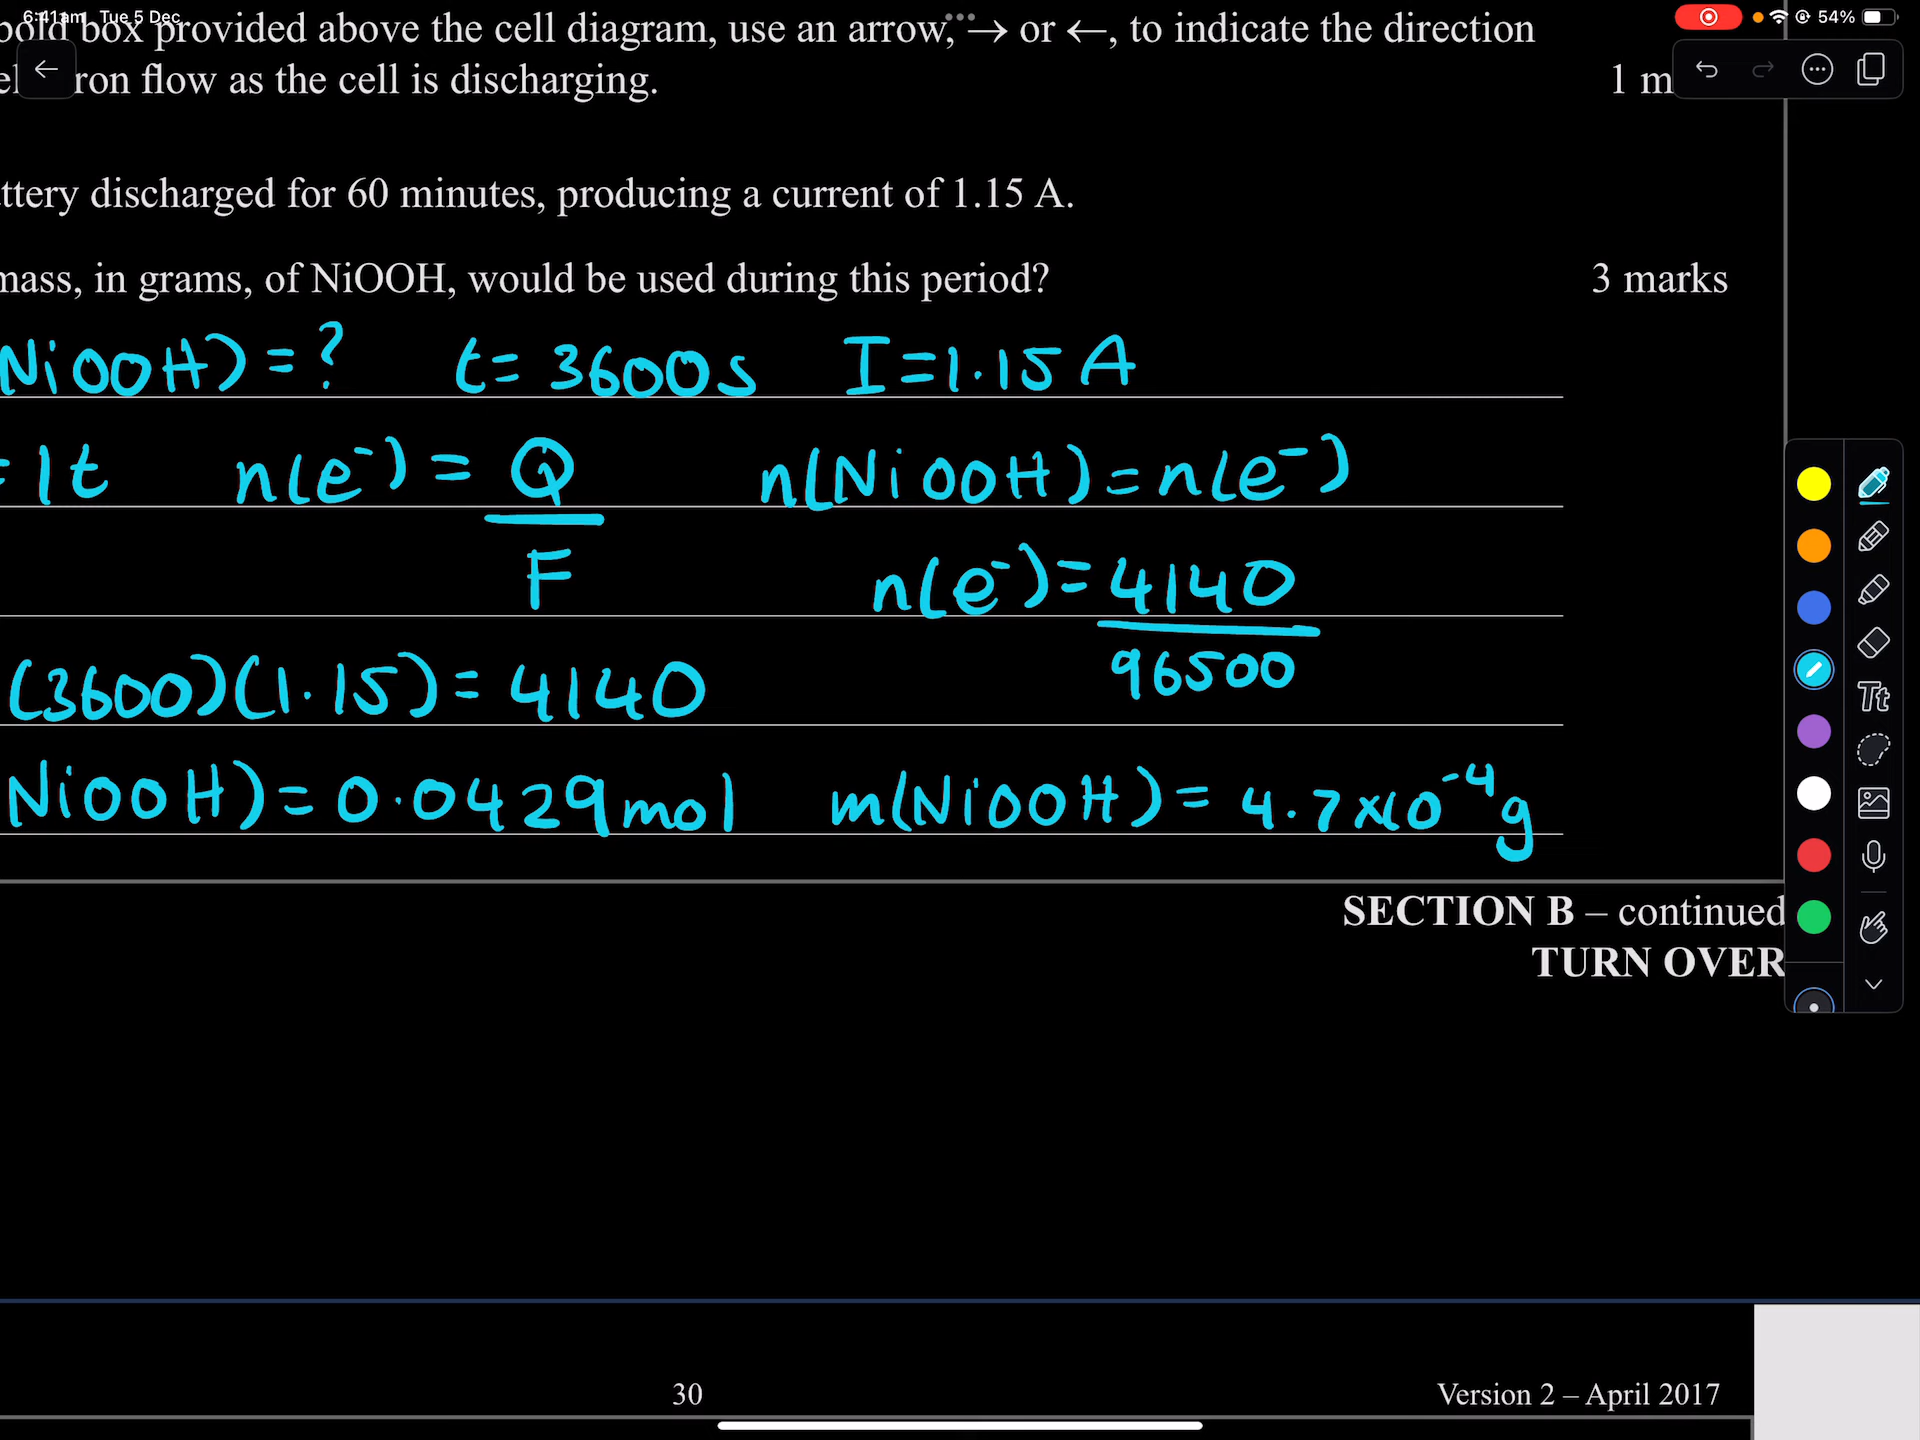 6:41am Tue 5 Dec
54%
bold box provided above the cell diagram, use an arrow, → or ←, to indicate the direction
ron flow as the cell is discharging.
1 m
ttery discharged for 60 minutes, producing a current of 1.15 A.
mass, in grams, of NiOOH, would be used during this period?
3 marks
NiOOH) = ? t = 3600s I = 1.15 A
= It n(e⁻) = Q/F n(NiOOH) = n(e⁻)
n(e⁻) = 4140/96500
(3600)(1.15) = 4140
NiOOH) = 0.0429 mol m(NiOOH) = 4.7x10⁻⁴g
SECTION B – continued
TURN OVER
Tt
30
Version 2 – April 2017